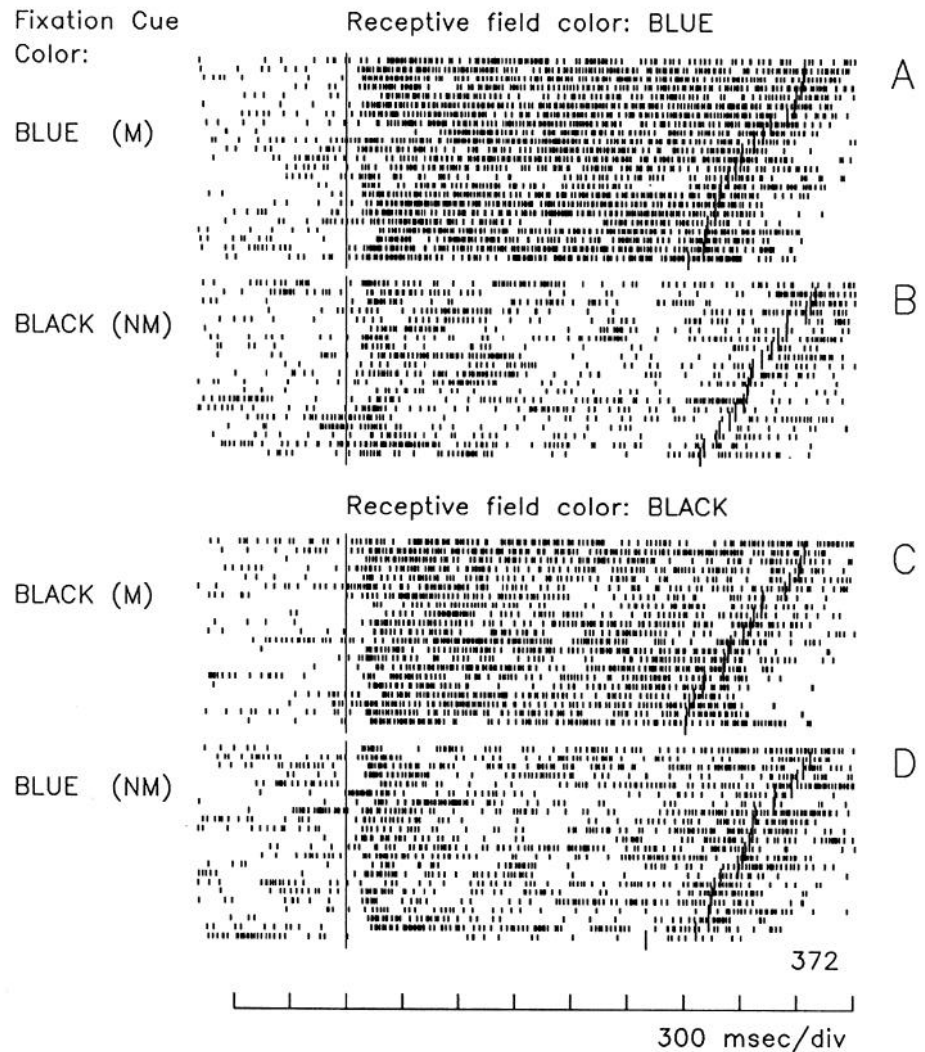 Fixation Cue
Color:
Receptive field color: BLUE
A
BLUE (M)
B
BLACK (NM)
Receptive field color: BLACK
C
BLACK (M)
D
BLUE (NM)
372
300 msec/div